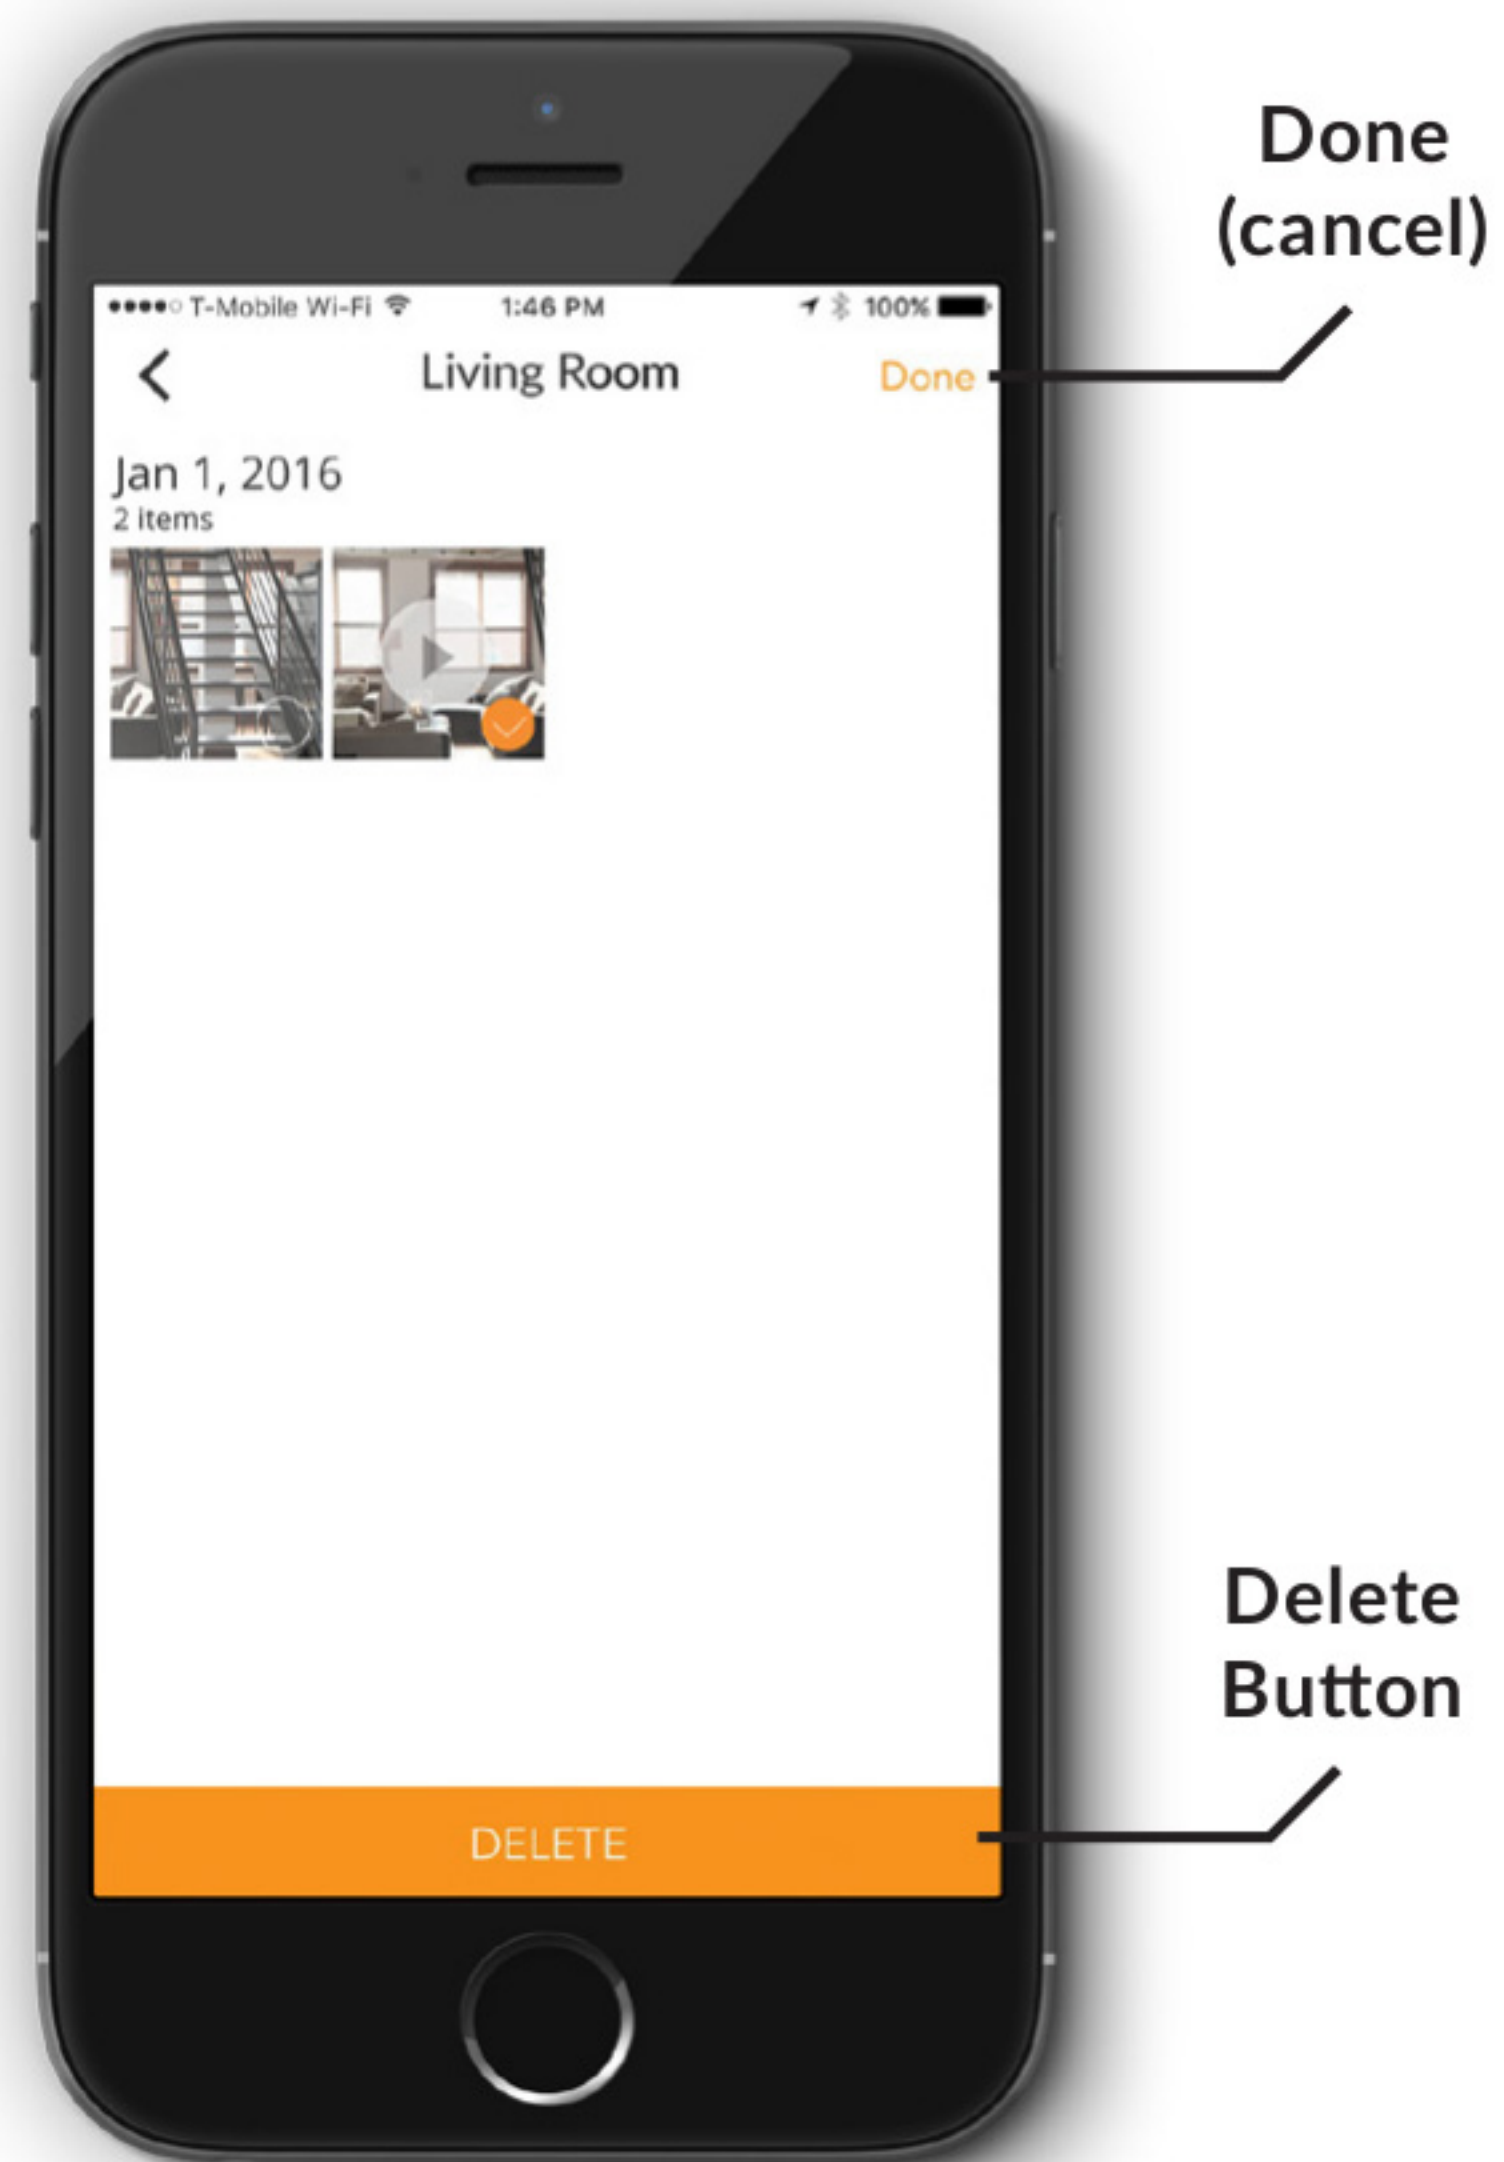 Done
(cancel)
T-Mobile Wi-Fi 1:46 PM 100%
Living Room Done
Jan 1, 2016
2 items
Delete
Button
DELETE